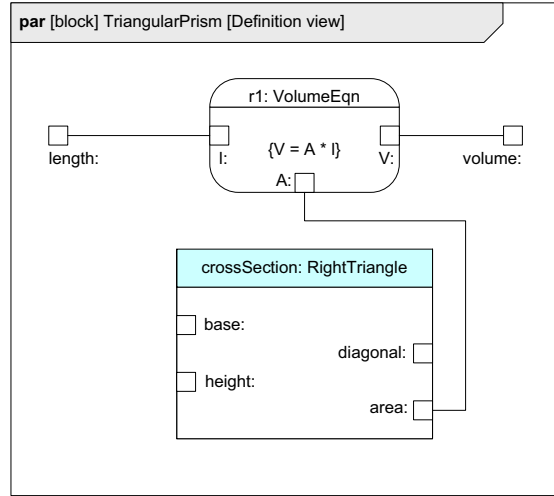 par [block] TriangularPrism [Definition view]
r1: VolumeEqn
length:
l:
{V = A * l}
V:
volume:
A:
crossSection: RightTriangle
base:
diagonal:
height:
area: